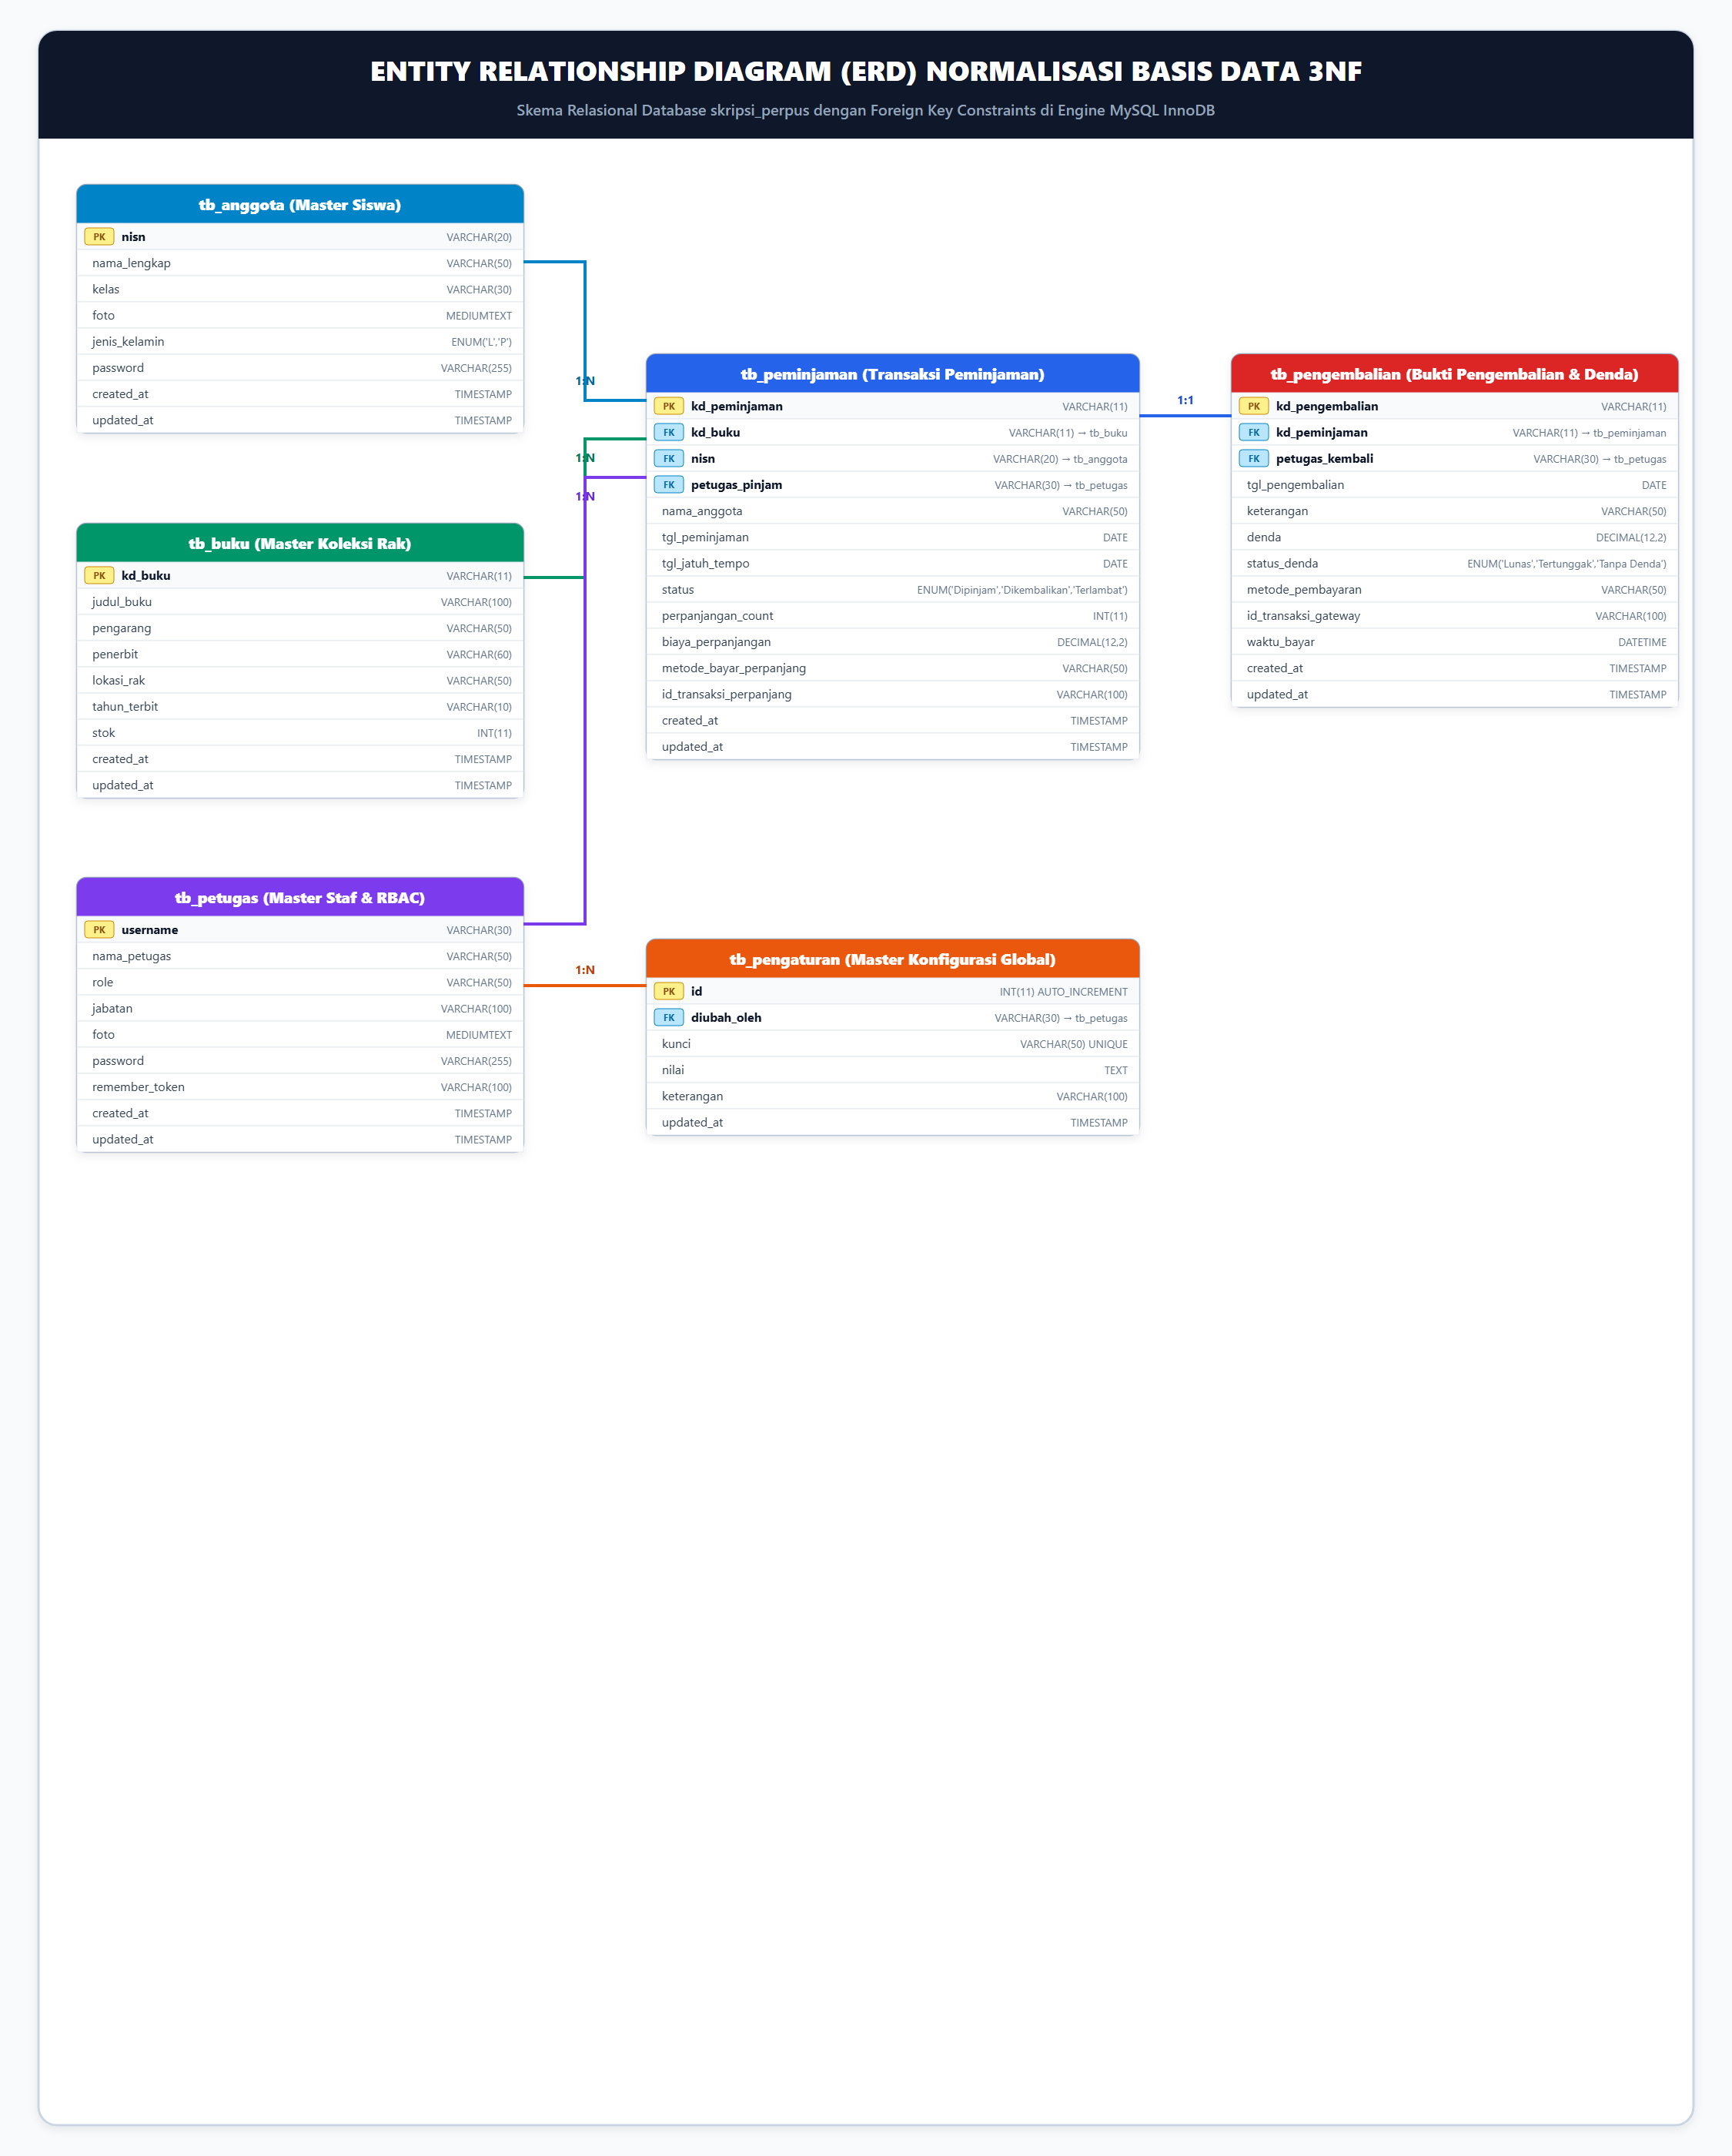 ENTITY RELATIONSHIP DIAGRAM (ERD) NORMALISASI BASIS DATA 3NF
Skema Relasional Database skripsi_perpus dengan Foreign Key Constraints di Engine MySQL InnoDB
tb_anggota (Master Siswa)
PK nisn VARCHAR(20)
nama_lengkap VARCHAR(50)
kelas VARCHAR(30)
foto MEDIUMTEXT
jenis_kelamin ENUM('L','P')
password VARCHAR(255)
created_at TIMESTAMP
updated_at TIMESTAMP
1:N
1:N
1:N
tb_buku (Master Koleksi Rak)
PK kd_buku VARCHAR(11)
judul_buku VARCHAR(100)
pengarang VARCHAR(50)
penerbit VARCHAR(60)
lokasi_rak VARCHAR(50)
tahun_terbit VARCHAR(10)
stok INT(11)
created_at TIMESTAMP
updated_at TIMESTAMP
tb_petugas (Master Staf & RBAC)
PK username VARCHAR(30)
nama_petugas VARCHAR(50)
role VARCHAR(50)
jabatan VARCHAR(100)
foto MEDIUMTEXT
password VARCHAR(255)
remember_token VARCHAR(100)
created_at TIMESTAMP
updated_at TIMESTAMP
1:N
tb_peminjaman (Transaksi Peminjaman)
PK kd_peminjaman VARCHAR(11)
FK kd_buku VARCHAR(11) → tb_buku
FK nisn VARCHAR(20) → tb_anggota
FK petugas_pinjam VARCHAR(30) → tb_petugas
nama_anggota VARCHAR(50)
tgl_peminjaman DATE
tgl_jatuh_tempo DATE
status ENUM('Dipinjam','Dikembalikan','Terlambat')
perpanjangan_count INT(11)
biaya_perpanjangan DECIMAL(12,2)
metode_bayar_perpanjang VARCHAR(50)
id_transaksi_perpanjang VARCHAR(100)
created_at TIMESTAMP
updated_at TIMESTAMP
1:1
tb_pengembalian (Bukti Pengembalian & Denda)
PK kd_pengembalian VARCHAR(11)
FK kd_peminjaman VARCHAR(11) → tb_peminjaman
FK petugas_kembali VARCHAR(30) → tb_petugas
tgl_pengembalian DATE
keterangan VARCHAR(50)
denda DECIMAL(12,2)
status_denda ENUM('Lunas','Tertunggak','Tanpa Denda')
metode_pembayaran VARCHAR(50)
id_transaksi_gateway VARCHAR(100)
waktu_bayar DATETIME
created_at TIMESTAMP
updated_at TIMESTAMP
tb_pengaturan (Master Konfigurasi Global)
PK id INT(11) AUTO_INCREMENT
FK diubah_oleh VARCHAR(30) → tb_petugas
kunci VARCHAR(50) UNIQUE
nilai TEXT
keterangan VARCHAR(100)
updated_at TIMESTAMP